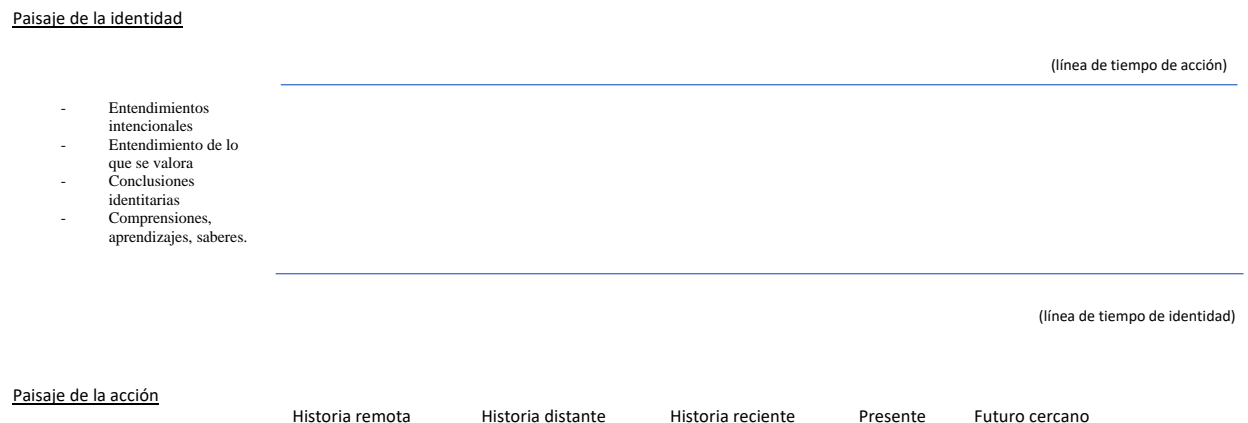 Paisaje de la identidad
(línea de tiempo de acción)
- Entendimientos
intencionales
- Entendimiento de lo
que se valora
- Conclusiones
identitarias
- Comprensiones,
aprendizajes, saberes.
(línea de tiempo de identidad)
Paisaje de la acción
Historia remota Historia distante Historia reciente Presente Futuro cercano